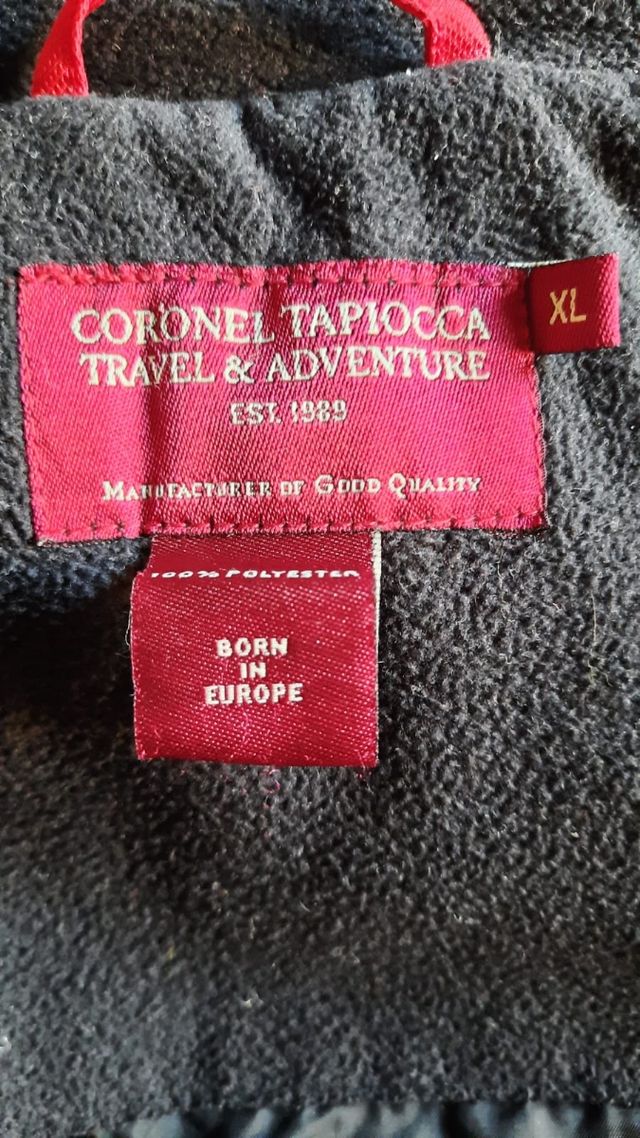 CORONEL TAPIOCCA
XL
TRAVEL & ADVENTURE
EST. 1989
MANUFACTURER OF GOOD QUALITY
100% POLYESTER
BORN
IN
EUROPE